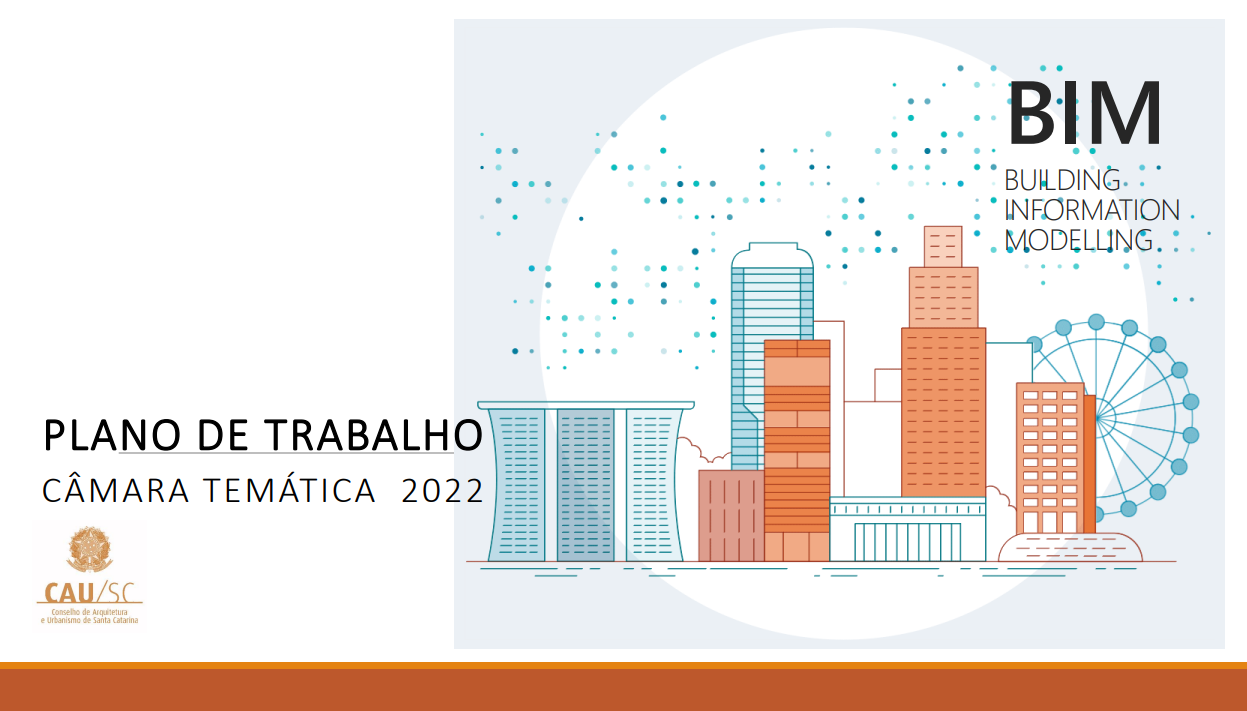 BIM
BUILDING
INFORMATION
MODELLING
PLANO DE TRABALHO
CÂMARA TEMÁTICA 2022
CAU/SC
Conselho de Arquitetura
e Urbanismo de Santa Catarina